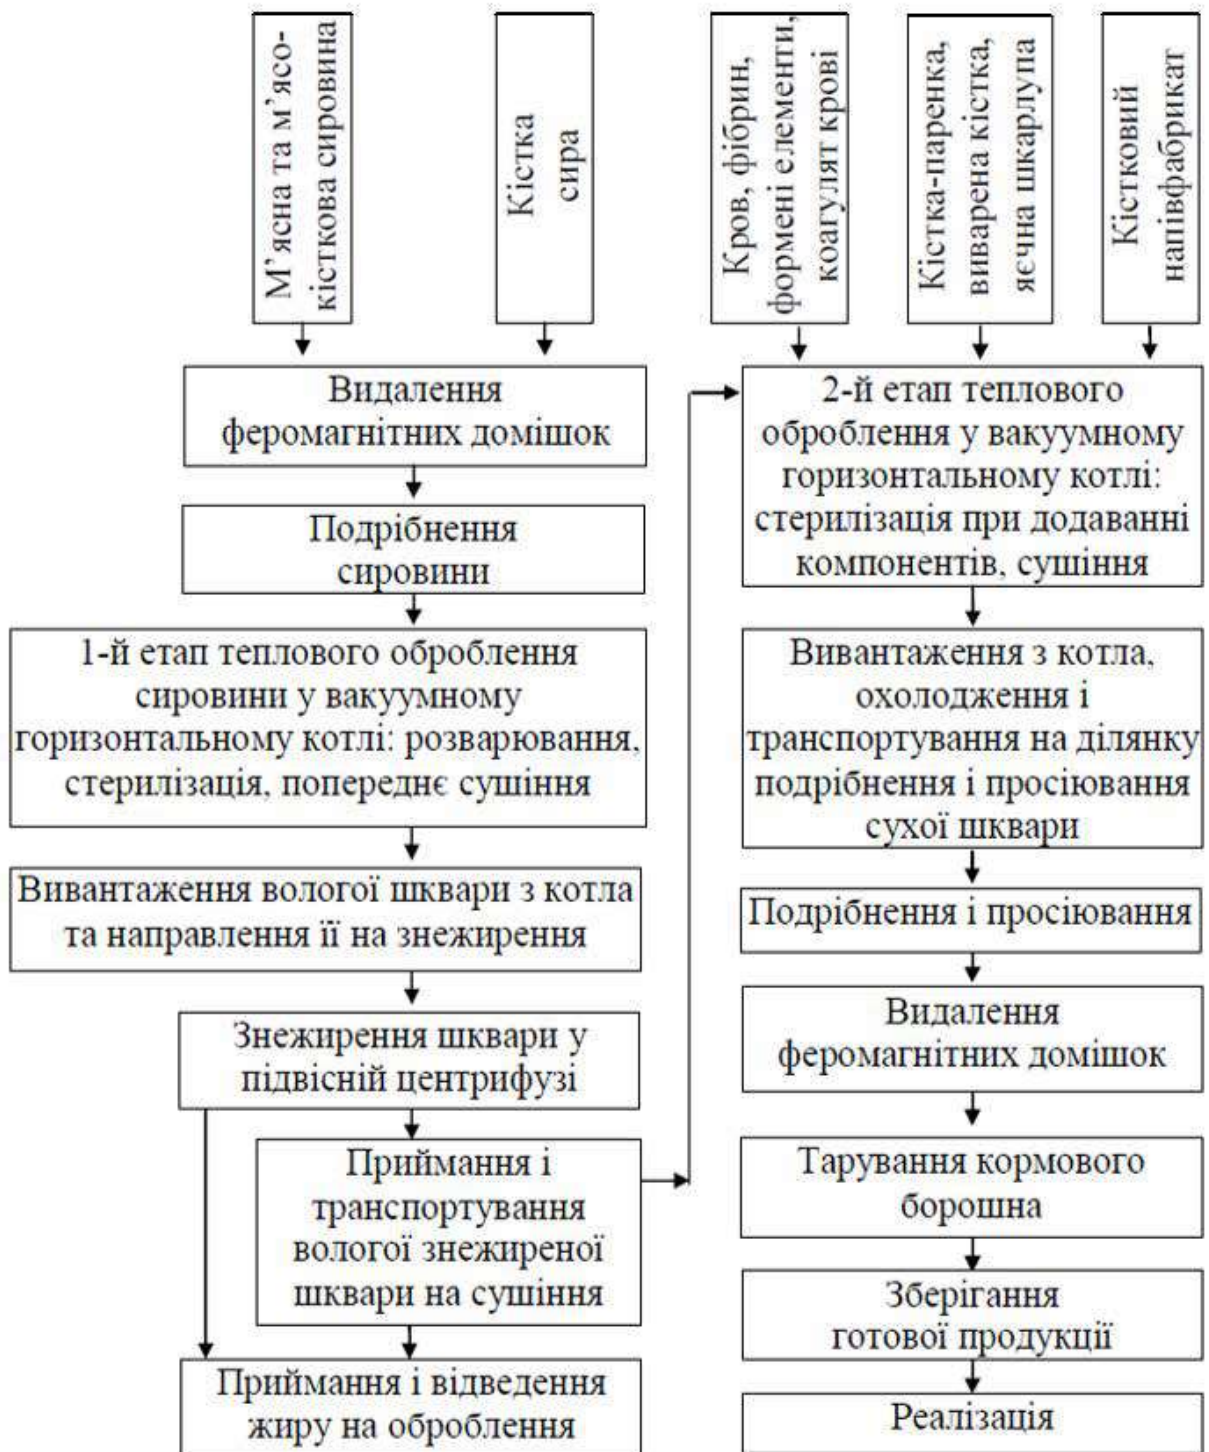 М’ясна та м’ясо-
кісткова сировина
Кістка
сира
Кров, фібрин,
формені елементи,
коагулят крові
Кістка-паренка,
виварена кістка,
яєчна шкарлупа
Кістковий
напівфабрикат
Видалення
феромагнітних домішок
Подрібнення
сировини
1-й етап теплового оброблення
сировини у вакуумному
горизонтальному котлі: розварювання,
стерилізація, попереднє сушіння
Вивантаження вологої шквари з котла
та направлення її на знежирення
Знежирення шквари у
підвісній центрифузі
Приймання і
транспортування
вологої знежиреної
шквари на сушіння
Приймання і відведення
жиру на оброблення
2-й етап теплового
оброблення у вакуумному
горизонтальному котлі:
стерилізація при додаванні
компонентів, сушіння
Вивантаження з котла,
охолодження і
транспортування на ділянку
подрібнення і просіювання
сухої шквари
Подрібнення і просіювання
Видалення
феромагнітних домішок
Тарування кормового
борошна
Зберігання
готової продукції
Реалізація